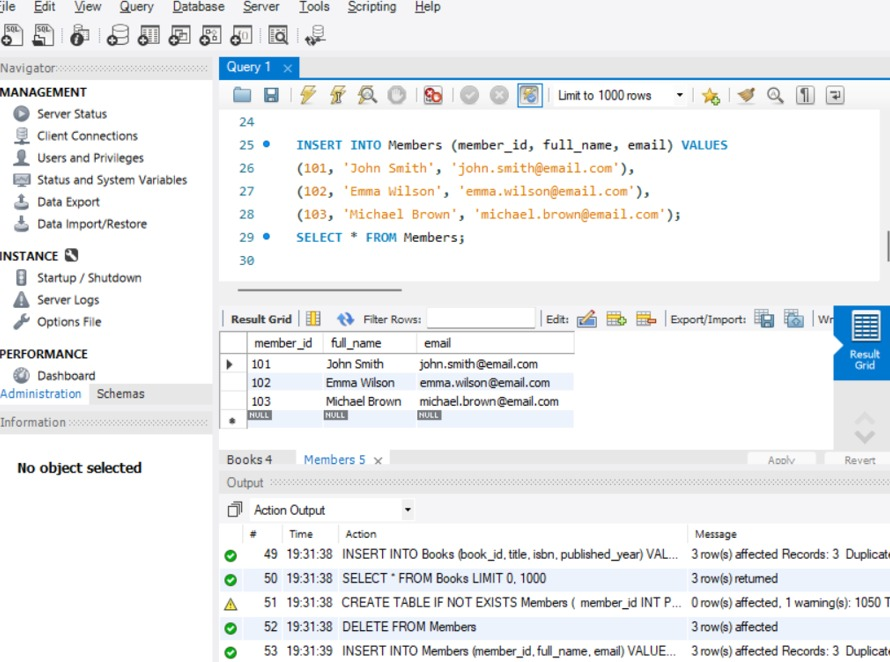 File Edit View Query Database Server Tools Scripting Help
Navigator
MANAGEMENT
Server Status
Client Connections
Users and Privileges
Status and System Variables
Data Export
Data Import/Restore
INSTANCE
Startup / Shutdown
Server Logs
Options File
PERFORMANCE
Dashboard
Administration Schemas
Information
No object selected
Query 1
Limit to 1000 rows
24
25 INSERT INTO Members (member_id, full_name, email) VALUES
26 (101, 'John Smith', 'john.smith@email.com'),
27 (102, 'Emma Wilson', 'emma.wilson@email.com'),
28 (103, 'Michael Brown', 'michael.brown@email.com');
29 SELECT * FROM Members;
30
Result Grid Filter Rows: Edit: Export/Import: Wr
member_id full_name email
101 John Smith john.smith@email.com
102 Emma Wilson emma.wilson@email.com
103 Michael Brown michael.brown@email.com
NULL NULL NULL
Result
Grid
Books 4 Members 5
Apply Revert
Output
Action Output
# Time Action Message
49 19:31:38 INSERT INTO Books (book_id, title, isbn, published_year) VAL... 3 row(s) affected Records: 3 Duplicate
50 19:31:38 SELECT * FROM Books LIMIT 0, 1000 3 row(s) returned
51 19:31:38 CREATE TABLE IF NOT EXISTS Members ( member_id INT P... 0 row(s) affected, 1 warning(s): 1050 T
52 19:31:38 DELETE FROM Members 3 row(s) affected
53 19:31:39 INSERT INTO Members (member_id, full_name, email) VALUE... 3 row(s) affected Records: 3 Duplicate